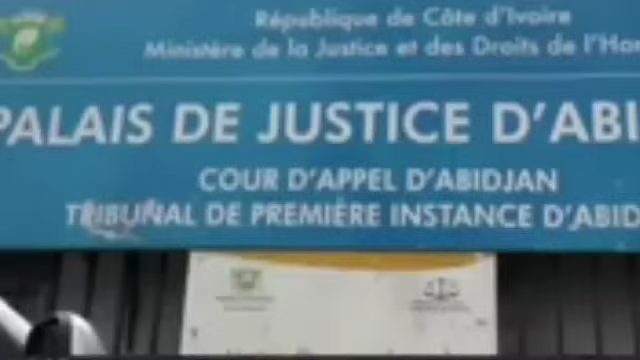 République de Côte d'Ivoire
Ministère de la Justice et des Droits de l'Hom
PALAIS DE JUSTICE D'ABI
COUR D'APPEL D'ABIDJAN
TRIBUNAL DE PREMIÈRE INSTANCE D'ABID